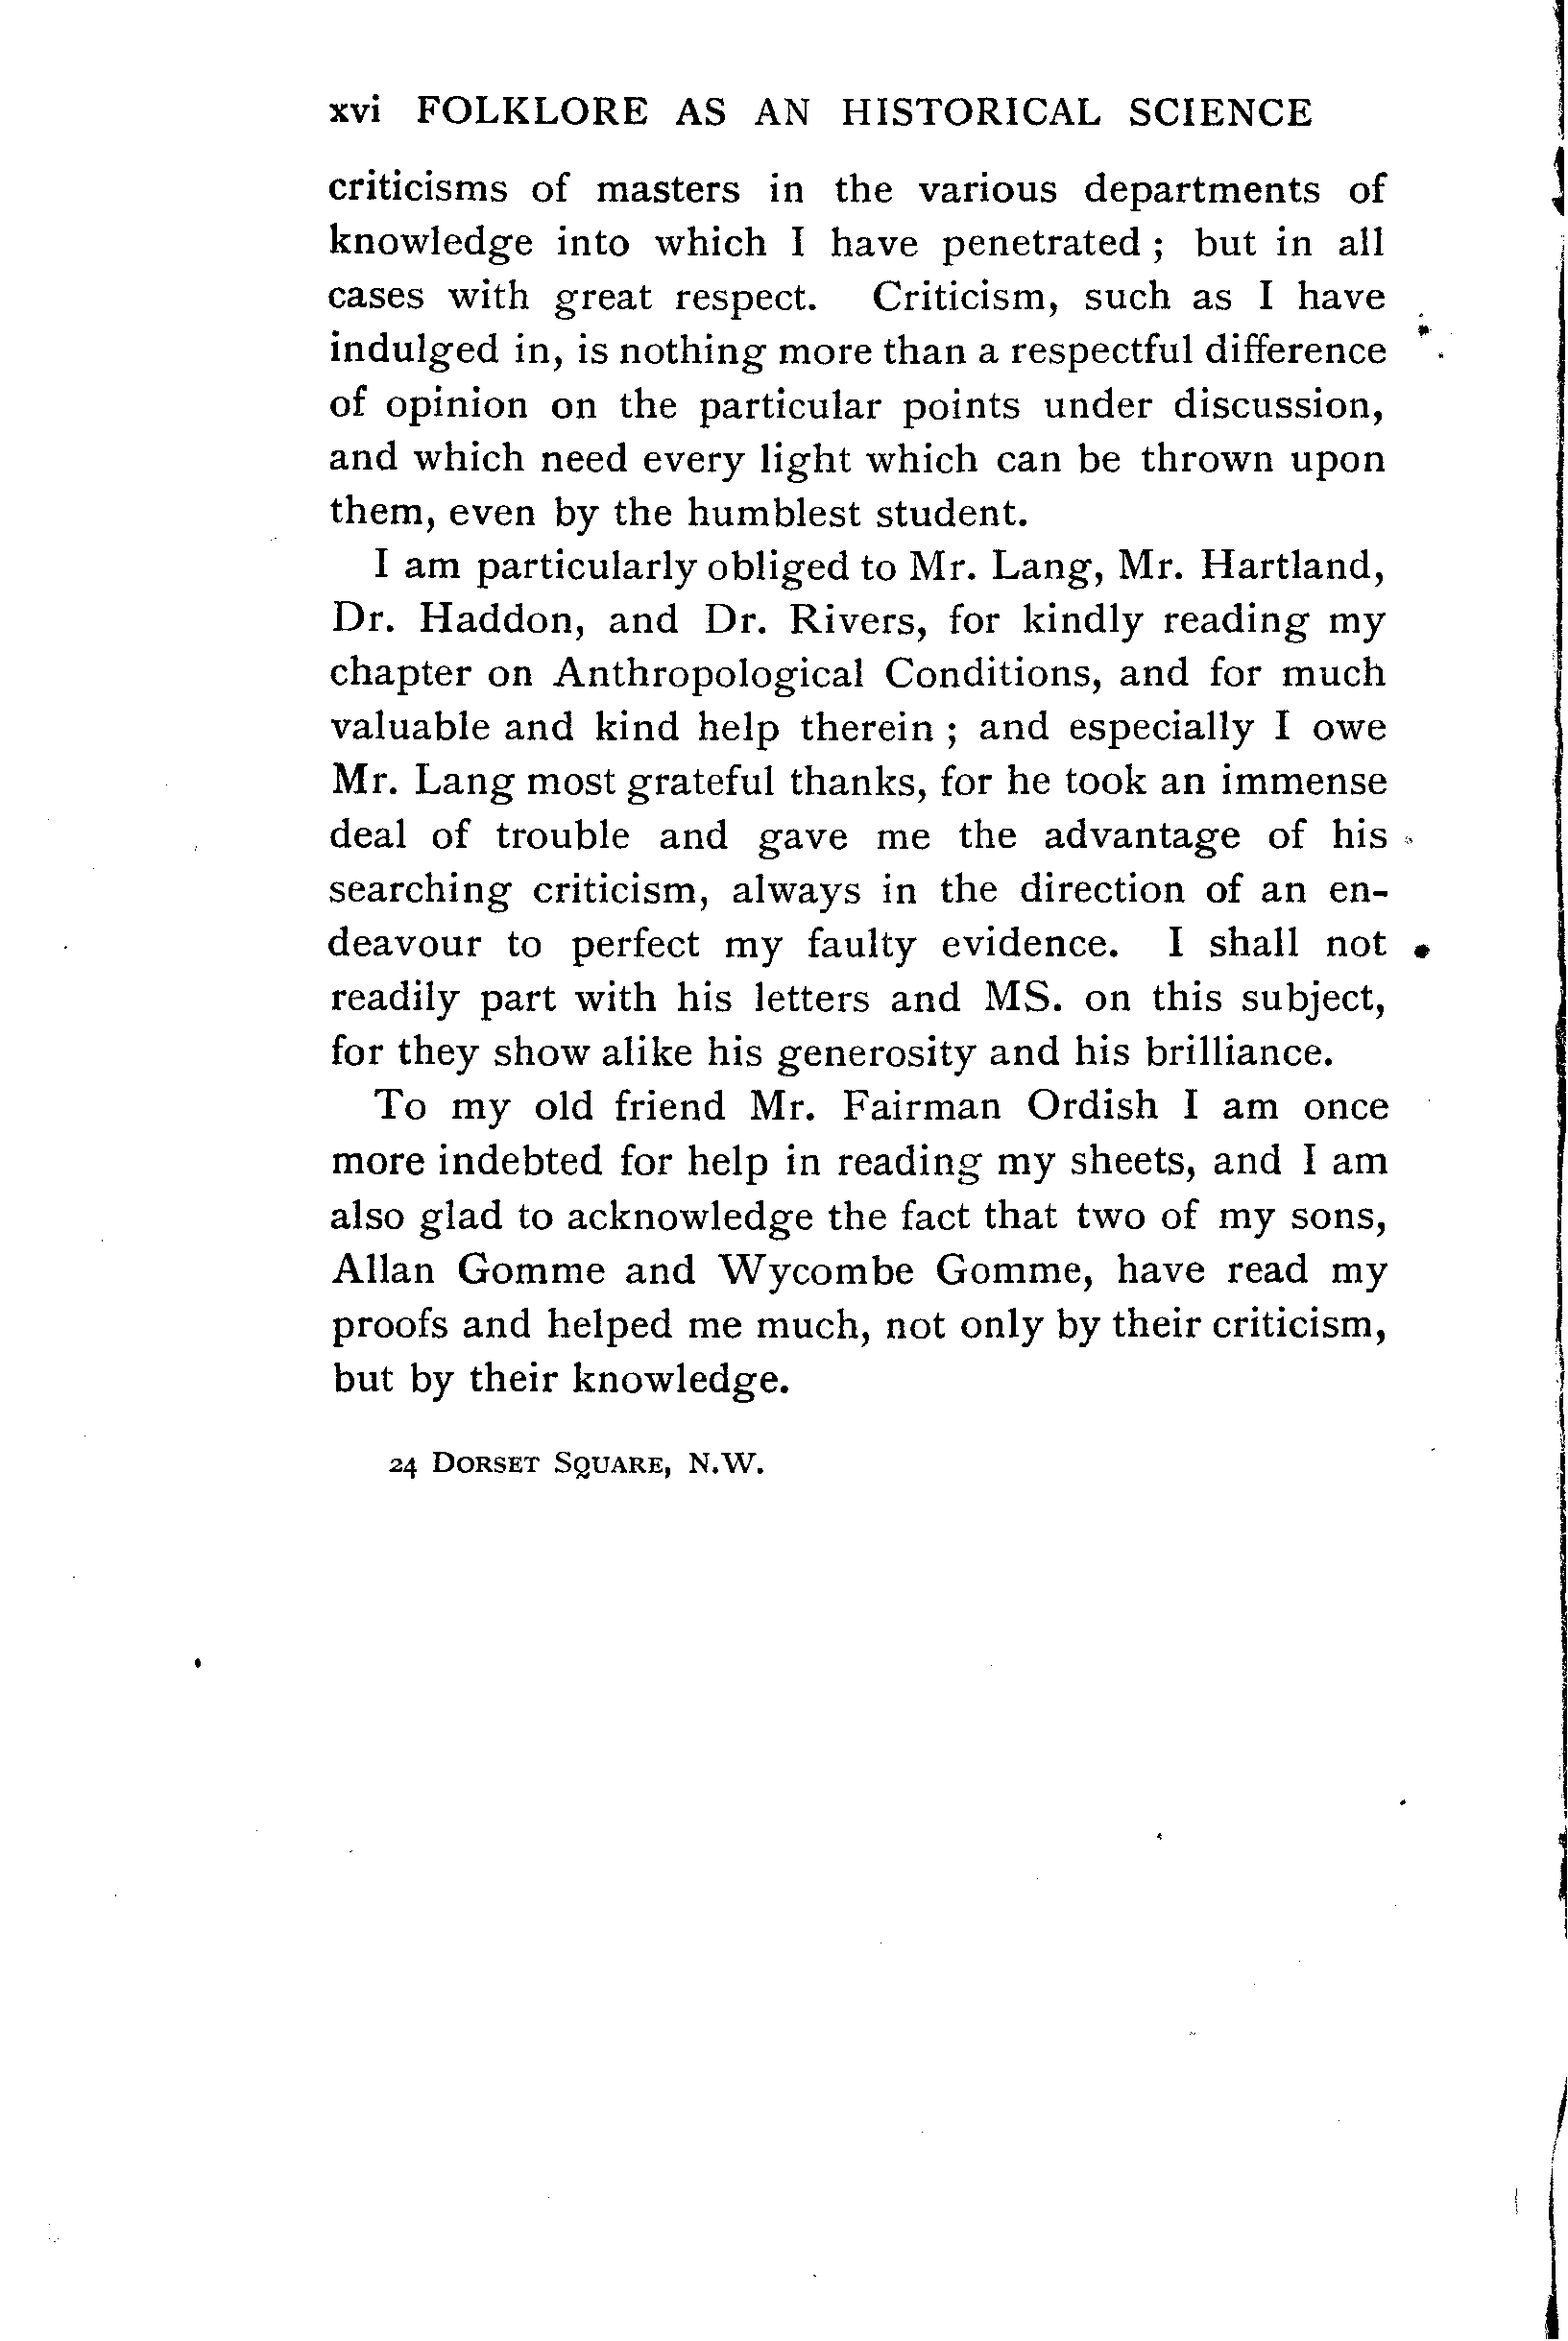 xvi FOLKLORE AS AN HISTORICAL SCIENCE
criticisms of masters in the various departments of
knowledge into which I have penetrated ; but in all
cases with great respect. Criticism, such as I have
indulged in, is nothing more than a respectful difference
of opinion on the particular points under discussion,
and which need every light which can be thrown upon
them, even by the humblest student.
I am particularly obliged to Mr. Lang, Mr. Hartland,
Dr. Haddon, and Dr. Rivers, for kindly reading my
chapter on Anthropological Conditions, and for much
valuable and kind help therein ; and especially I owe
Mr. Lang most grateful thanks, for he took an immense
deal of trouble and gave me the advantage of his
searching criticism, always in the direction of an en-
deavour to perfect my faulty evidence. I shall not
readily part with his letters and MS. on this subject,
for they show alike his generosity and his brilliance.
To my old friend Mr. Fairman Ordish I am once
more indebted for help in reading my sheets, and I am
also glad to acknowledge the fact that two of my sons,
Allan Gomme and Wycombe Gomme, have read my
proofs and helped me much, not only by their criticism,
but by their knowledge.
24 DORSET SQUARE, N.W.